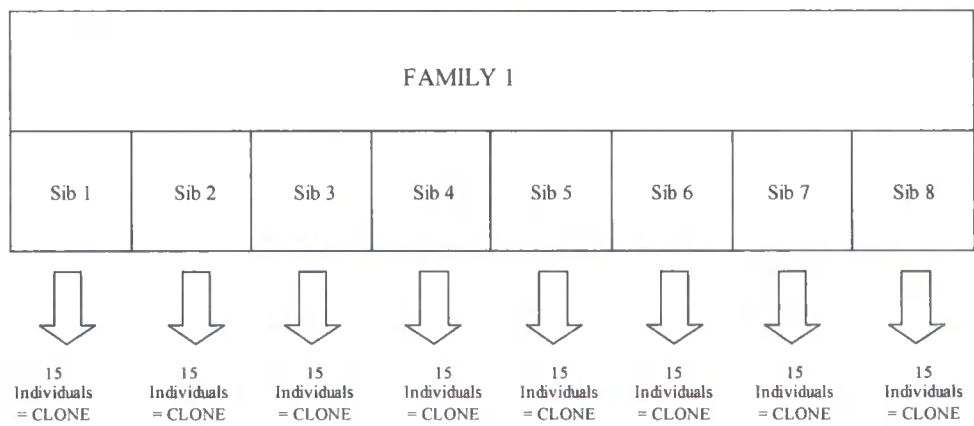 FAMILY 1
Sib 1 Sib 2 Sib 3 Sib 4 Sib 5 Sib 6 Sib 7 Sib 8
15 15 15 15 15 15 15 15
Individuals Individuals Individuals Individuals Individuals Individuals Individuals Individuals
= CLONE = CLONE = CLONE = CLONE = CLONE = CLONE = CLONE = CLONE